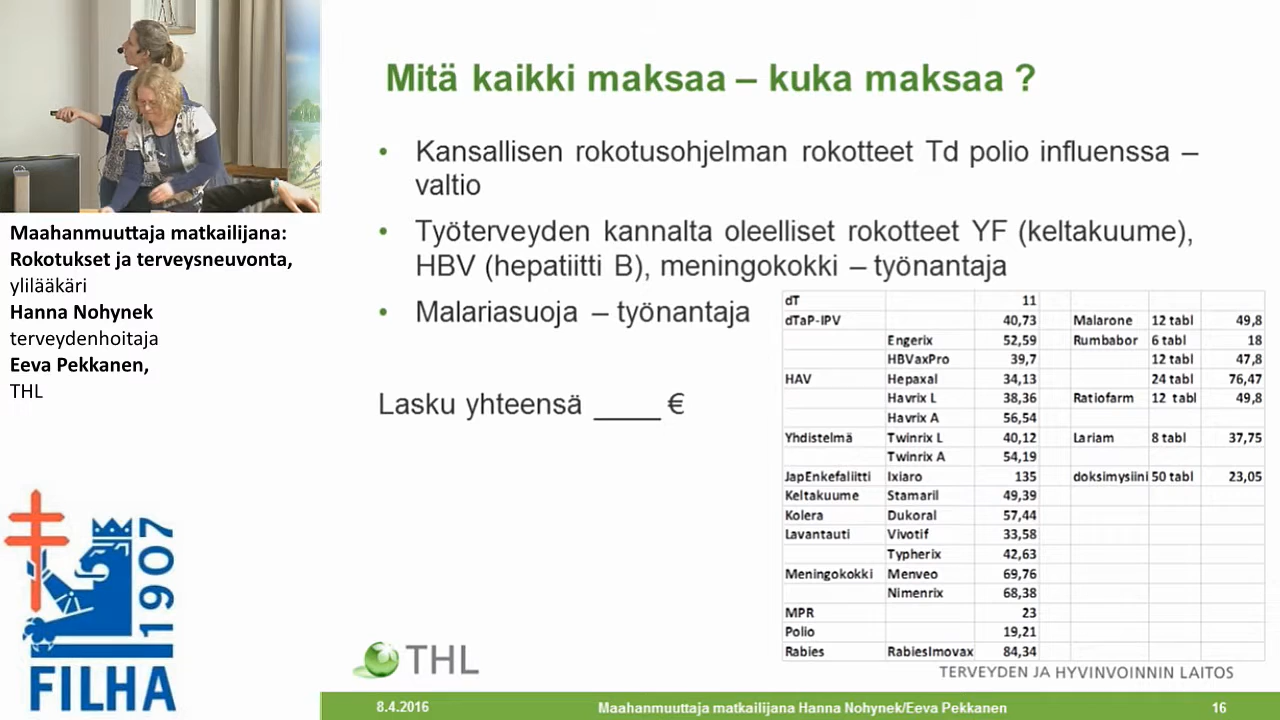 Mitä kaikki maksaa – kuka maksaa ?
• Kansallisen rokotusohjelman rokotteet Td polio influenssa –
valtio
• Työterveyden kannalta oleelliset rokotteet YF (keltakuume),
HBV (hepatiitti B), meningokokki – työnantaja
• Malariasuoja – työnantaja
Lasku yhteensä ____ €
dT 11
dTaP-IPV 40,73 Malarone 12 tabl 49,8
Engerix 52,59 Rumbabor 6 tabl 18
HBVaxPro 39,7 12 tabl 47,8
HAV Hepaxal 34,13 24 tabl 76,47
Havrix L 38,36 Ratiofarm 12 tabl 49,8
Havrix A 56,54
Yhdistelmä Twinrix L 40,12 Lariam 8 tabl 37,75
Twinrix A 54,19
JapEnkefaliitti Ixiaro 135 doksimysiini 50 tabl 23,05
Keltakuume Stamaril 49,39
Kolera Dukoral 57,44
Lavantauti Vivotif 33,58
Typherix 42,63
Meningokokki Menveo 69,76
Nimenrix 68,38
MPR 23
Polio 19,21
Rabies RabiesImovax 84,34
Maahanmuuttaja matkailijana:
Rokotukset ja terveysneuvonta,
ylilääkäri
Hanna Nohynek
terveydenhoitaja
Eeva Pekkanen,
THL
1907
FILHA
THL
TERVEYDEN JA HYVINVOINNIN LAITOS
8.4.2016 Maahanmuuttaja matkailijana Hanna Nohynek/Eeva Pekkanen 16